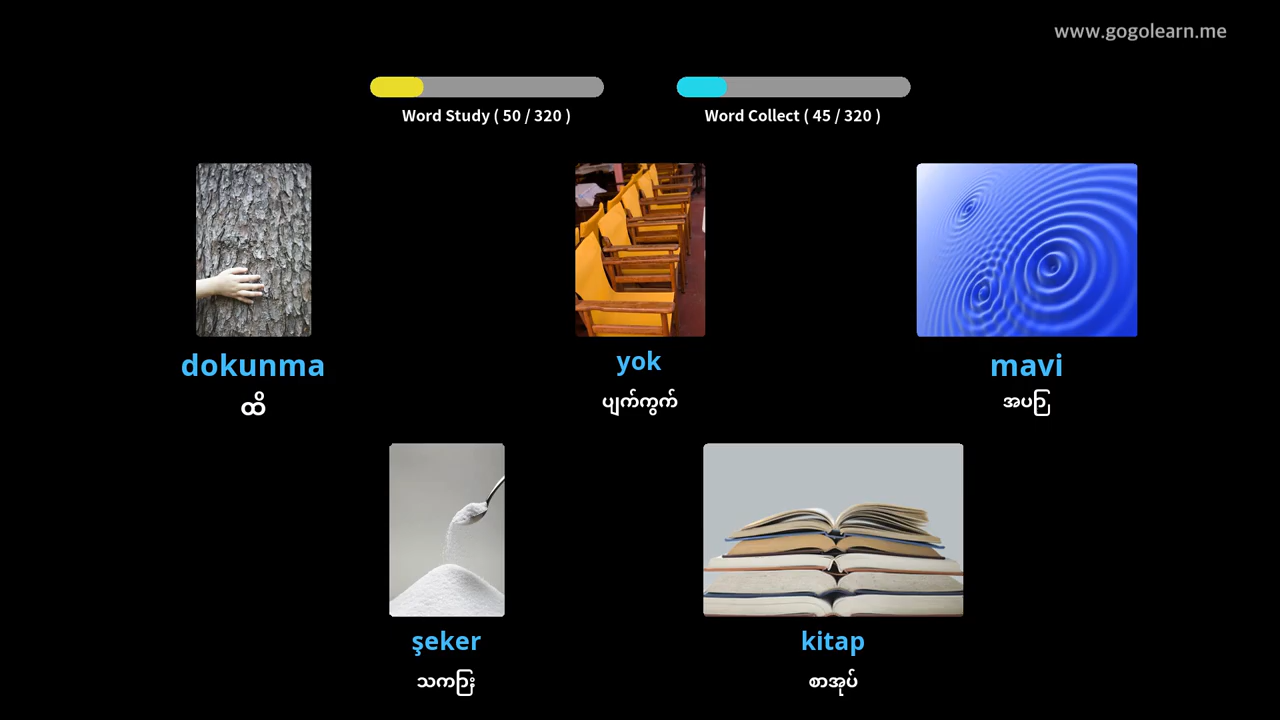 www.gogolearn.me
Word Study ( 50 / 320 )
Word Collect ( 45 / 320 )
dokunma
ထိ
yok
ပျက်ကွက်
mavi
အပြာ
şeker
သကြား
kitap
စာအုပ်